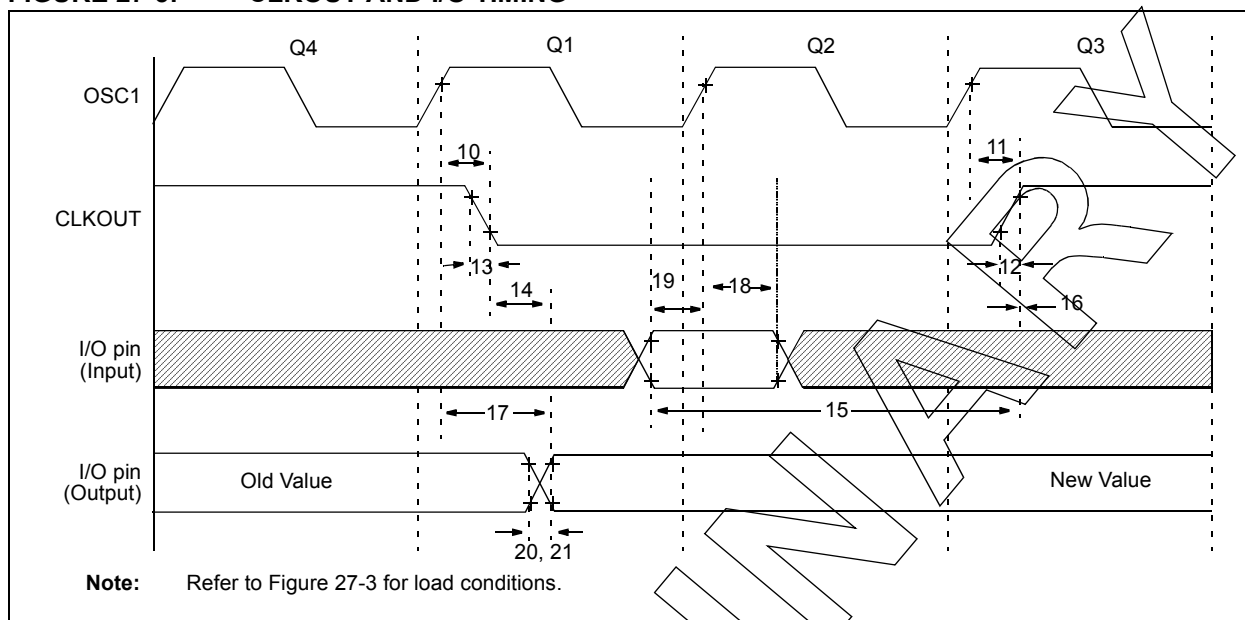 FIGURE 27-6: CLKOUT AND I/O TIMING
Q4 Q1 Q2 Q3
OSC1
10 11
CLKOUT
13 12
14 19 18 16
I/O pin
(Input)
17 15
I/O pin
(Output)
Old Value New Value
20, 21
Note: Refer to Figure 27-3 for load conditions.
INARY